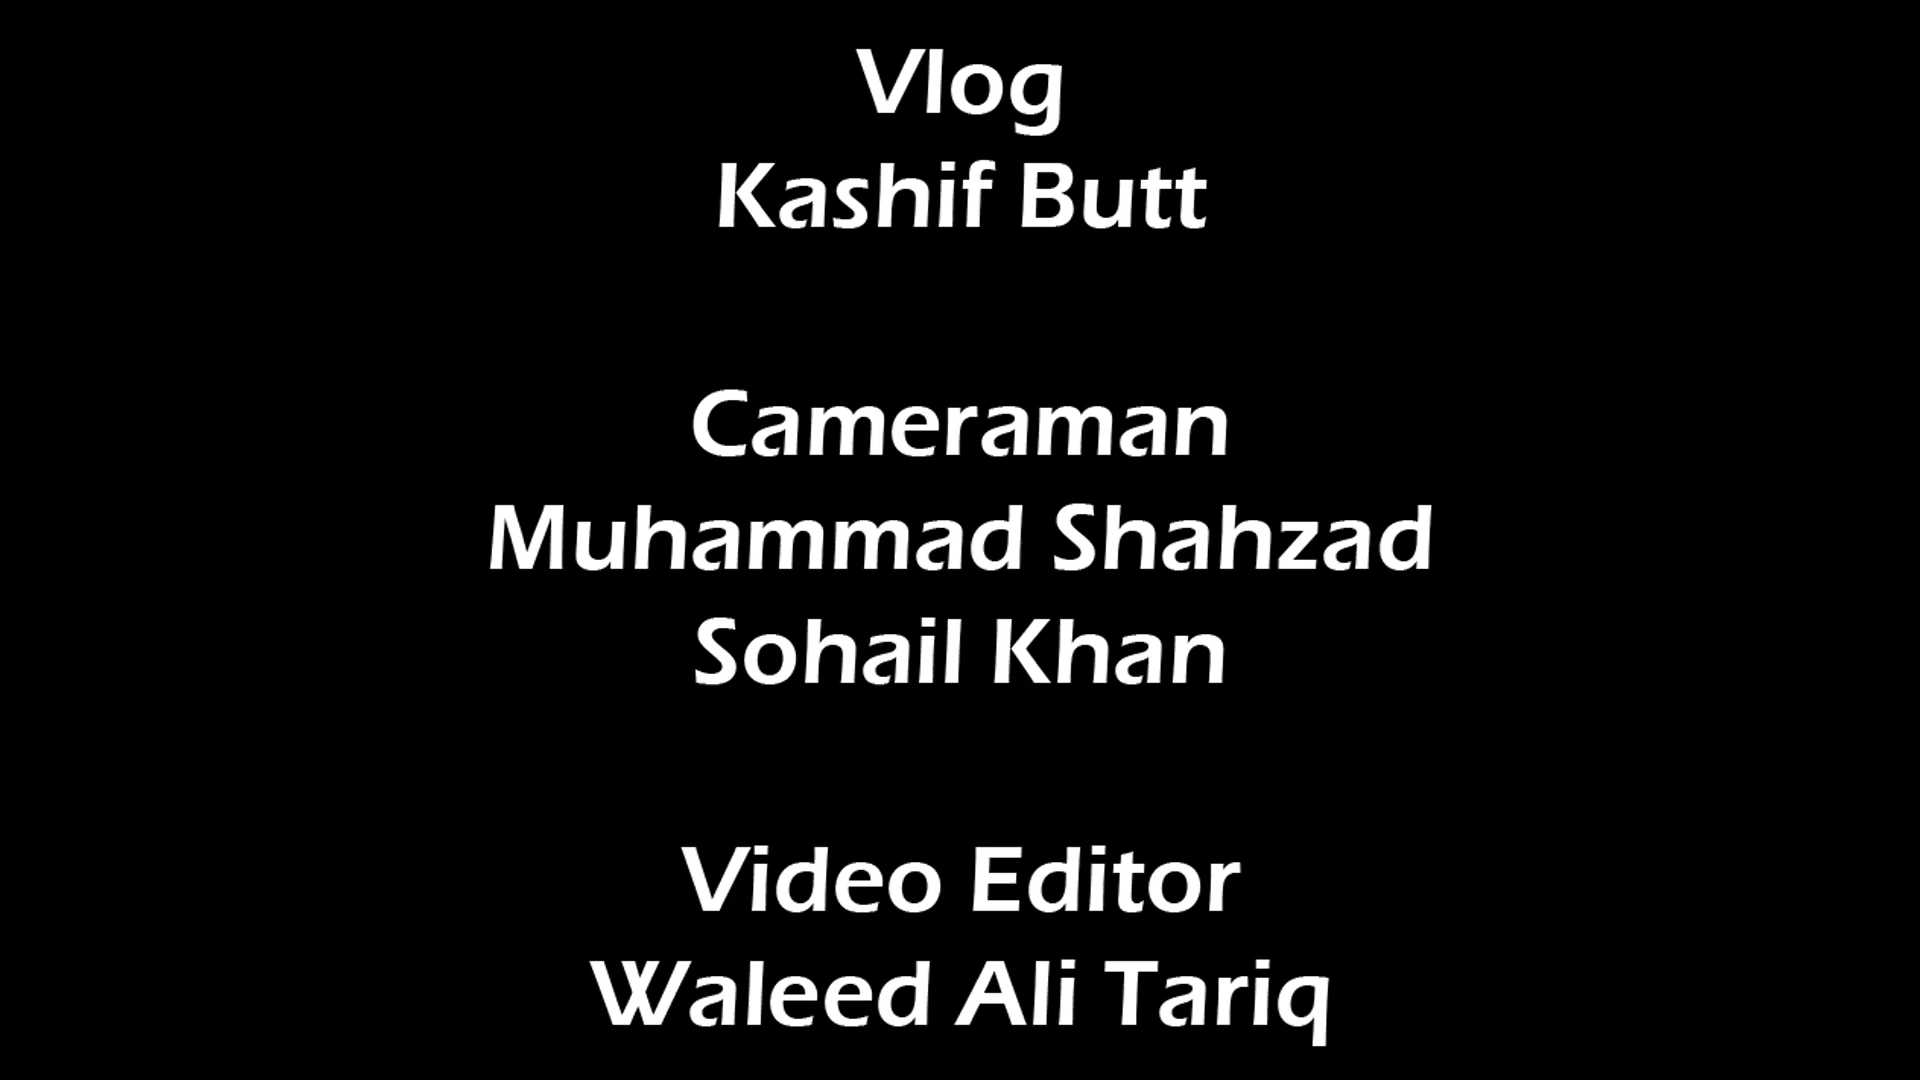 Vlog
Kashif Butt
Cameraman
Muhammad Shahzad
Sohail Khan
Video Editor
Waleed Ali Tariq